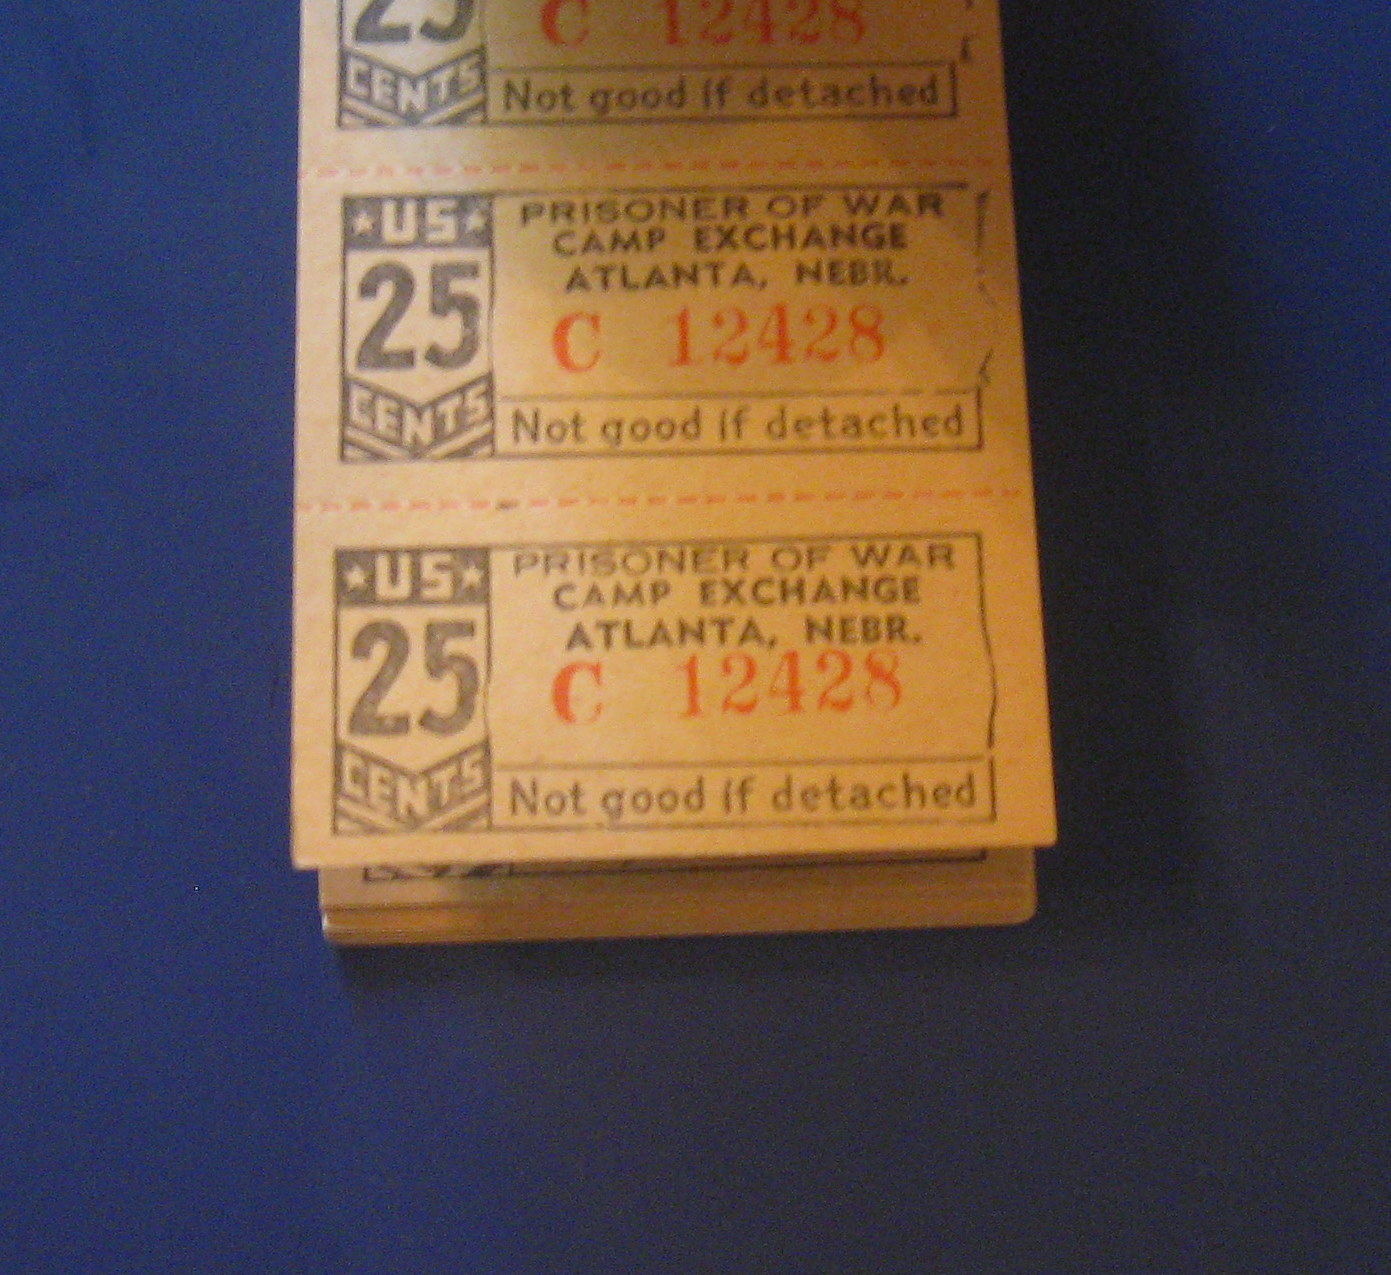 25
CENTS
C 12428
Not good if detached
US
25
CENTS
PRISONER OF WAR
CAMP EXCHANGE
ATLANTA, NEBR.
C 12428
Not good if detached
US
25
CENTS
PRISONER OF WAR
CAMP EXCHANGE
ATLANTA, NEBR.
C 12428
Not good if detached